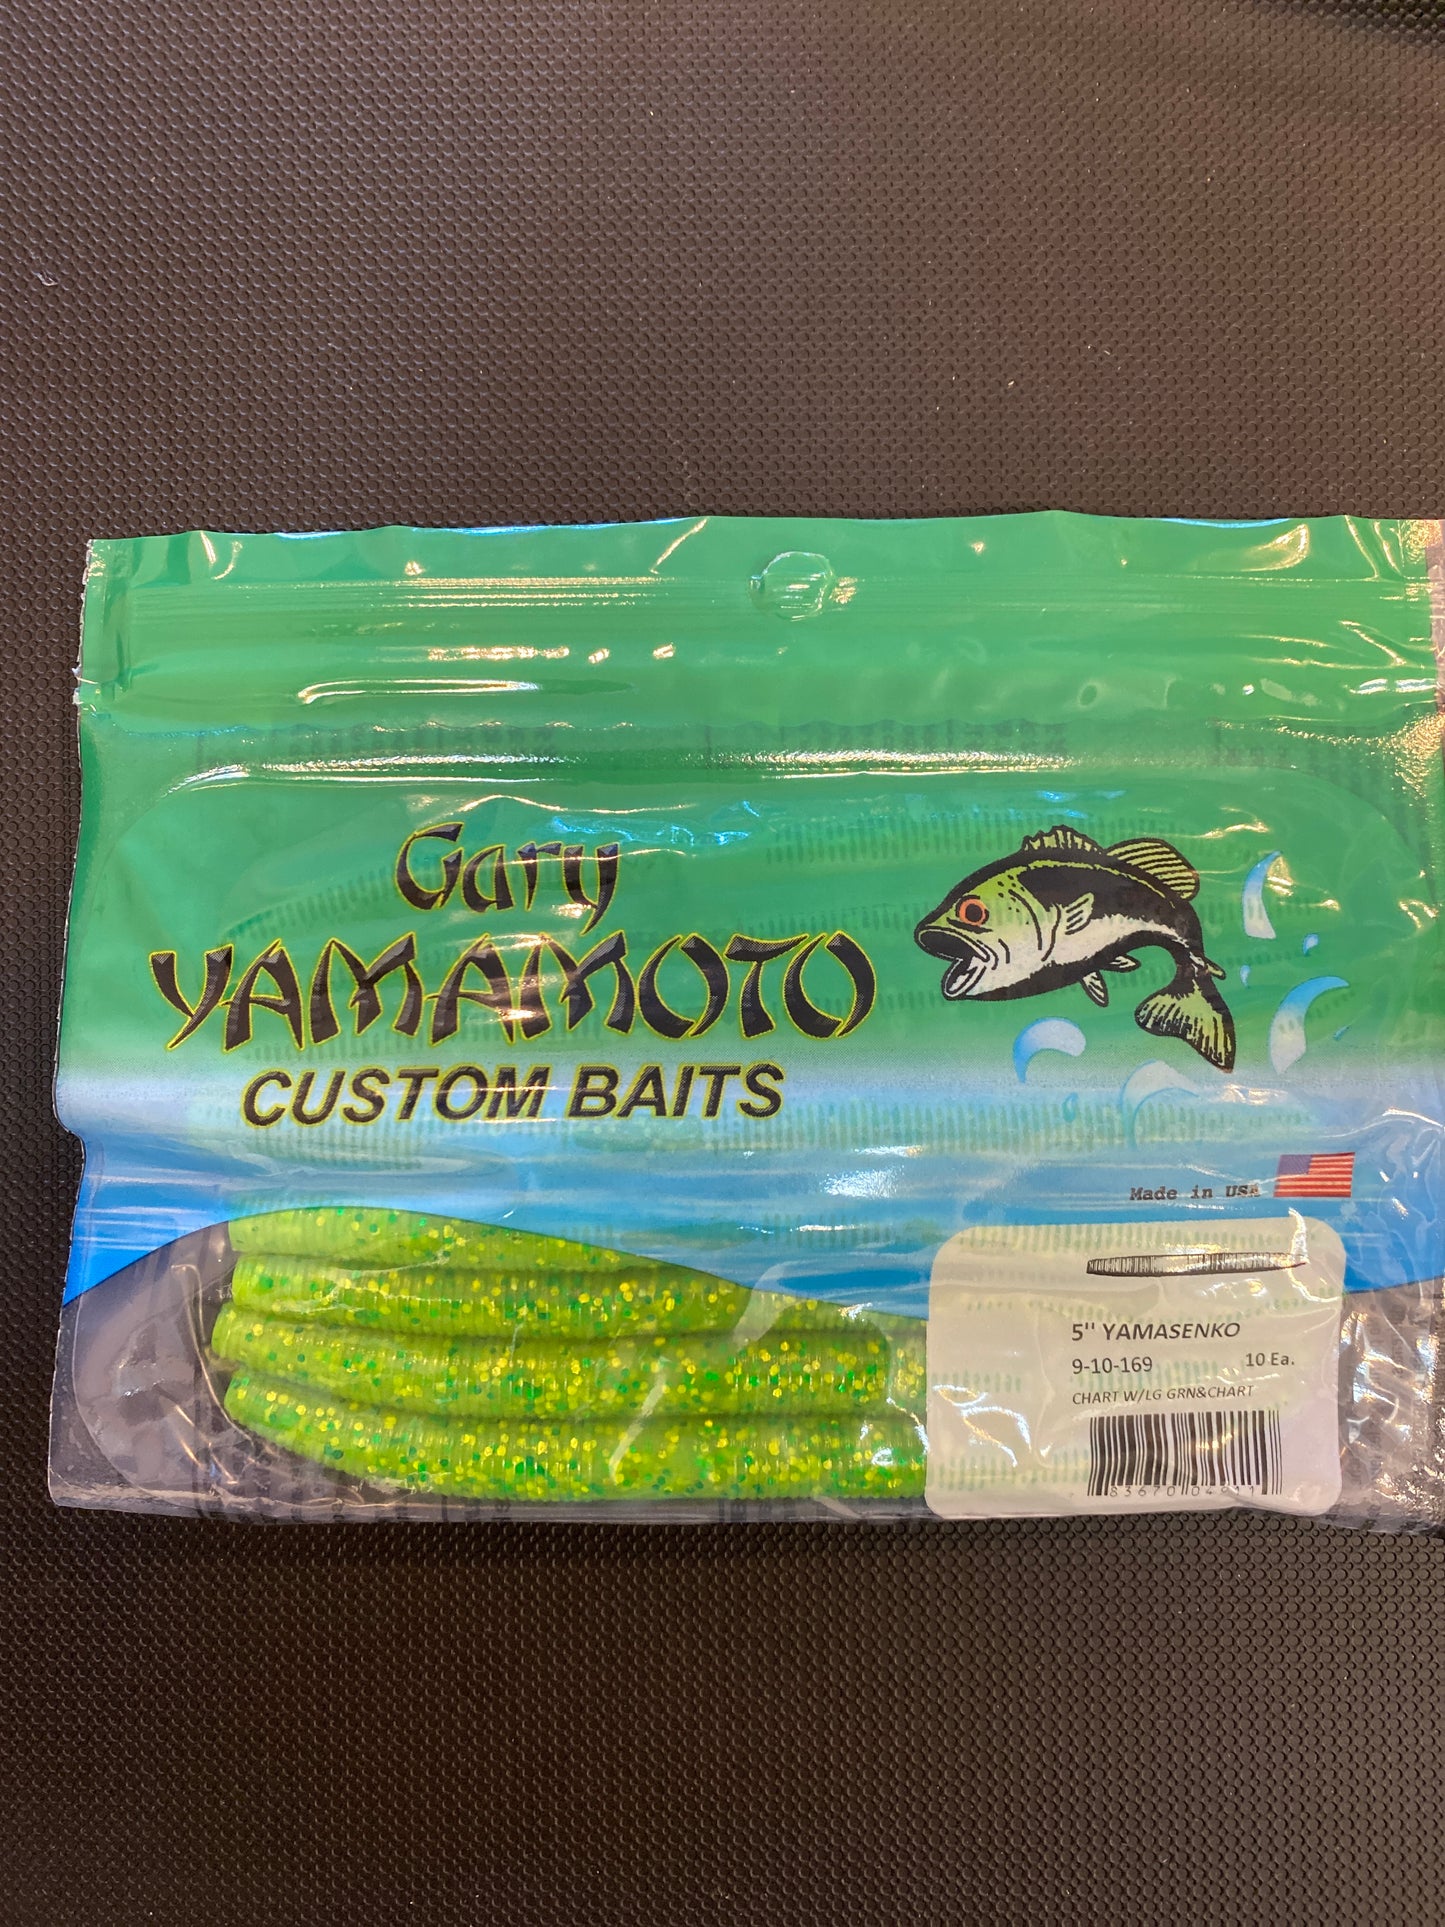 Gary
YAMAMOTO
CUSTOM BAITS
Made in USA
5" YAMASENKO
9-10-169 10 Ea.
CHART W/LG GRN&CHART